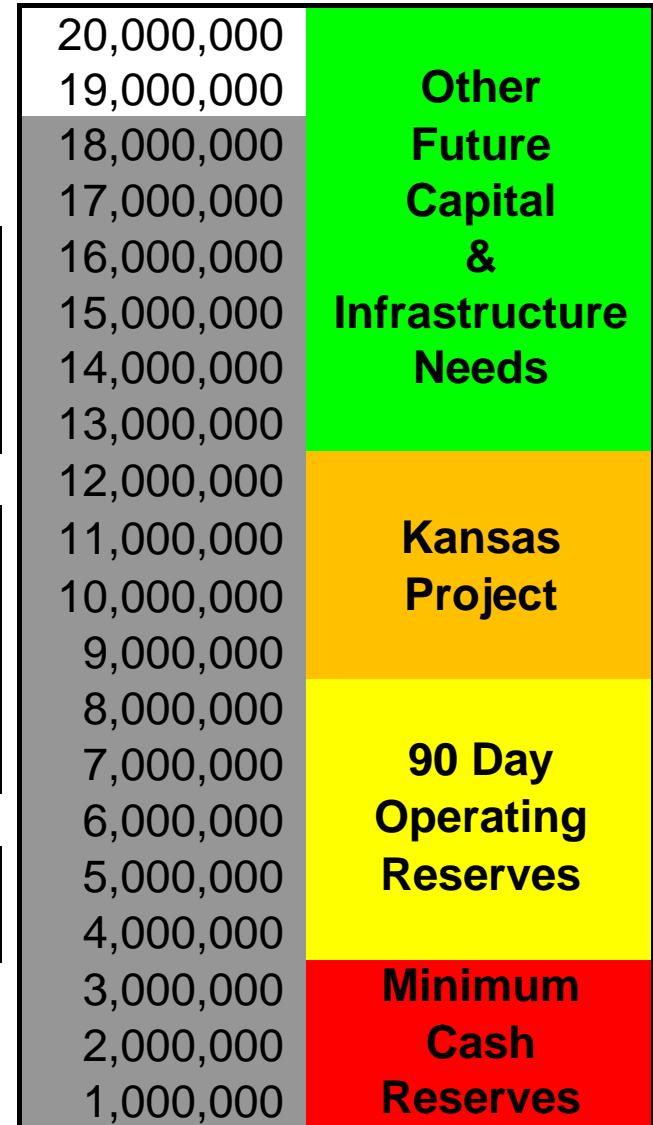 20,000,000
19,000,000 Other
18,000,000 Future
17,000,000 Capital
16,000,000 &
15,000,000 Infrastructure
14,000,000 Needs
13,000,000
12,000,000
11,000,000 Kansas
10,000,000 Project
9,000,000
8,000,000
7,000,000 90 Day
6,000,000 Operating
5,000,000 Reserves
4,000,000
3,000,000 Minimum
2,000,000 Cash
1,000,000 Reserves